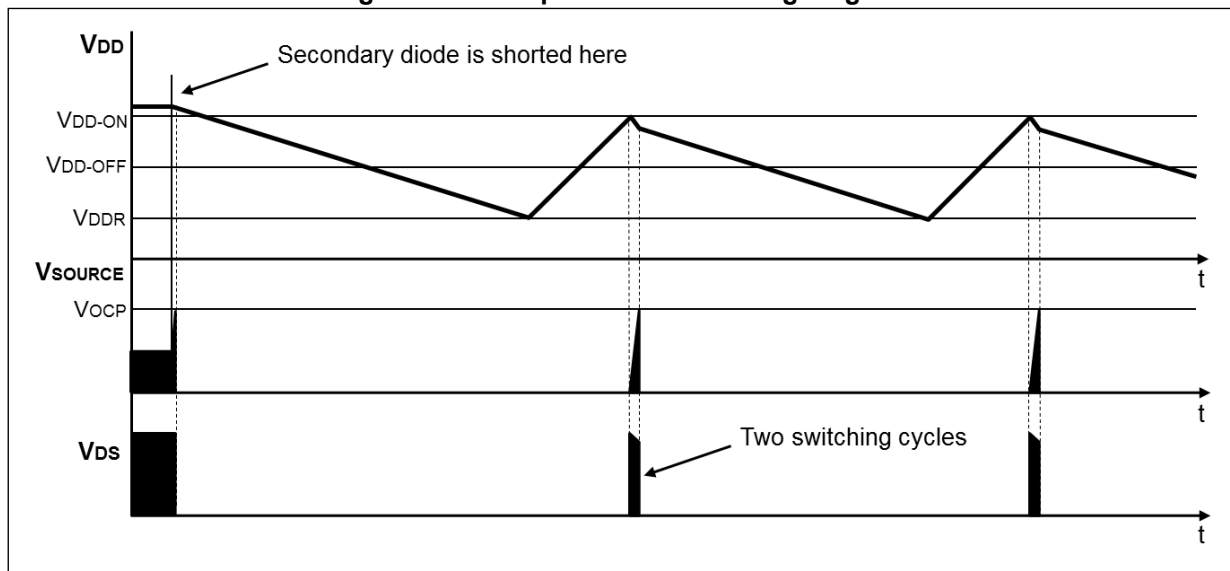 VDD
Secondary diode is shorted here
VDD-ON
VDD-OFF
VDDR
VSOURCE
t
VOCP
t
VDS
Two switching cycles
t